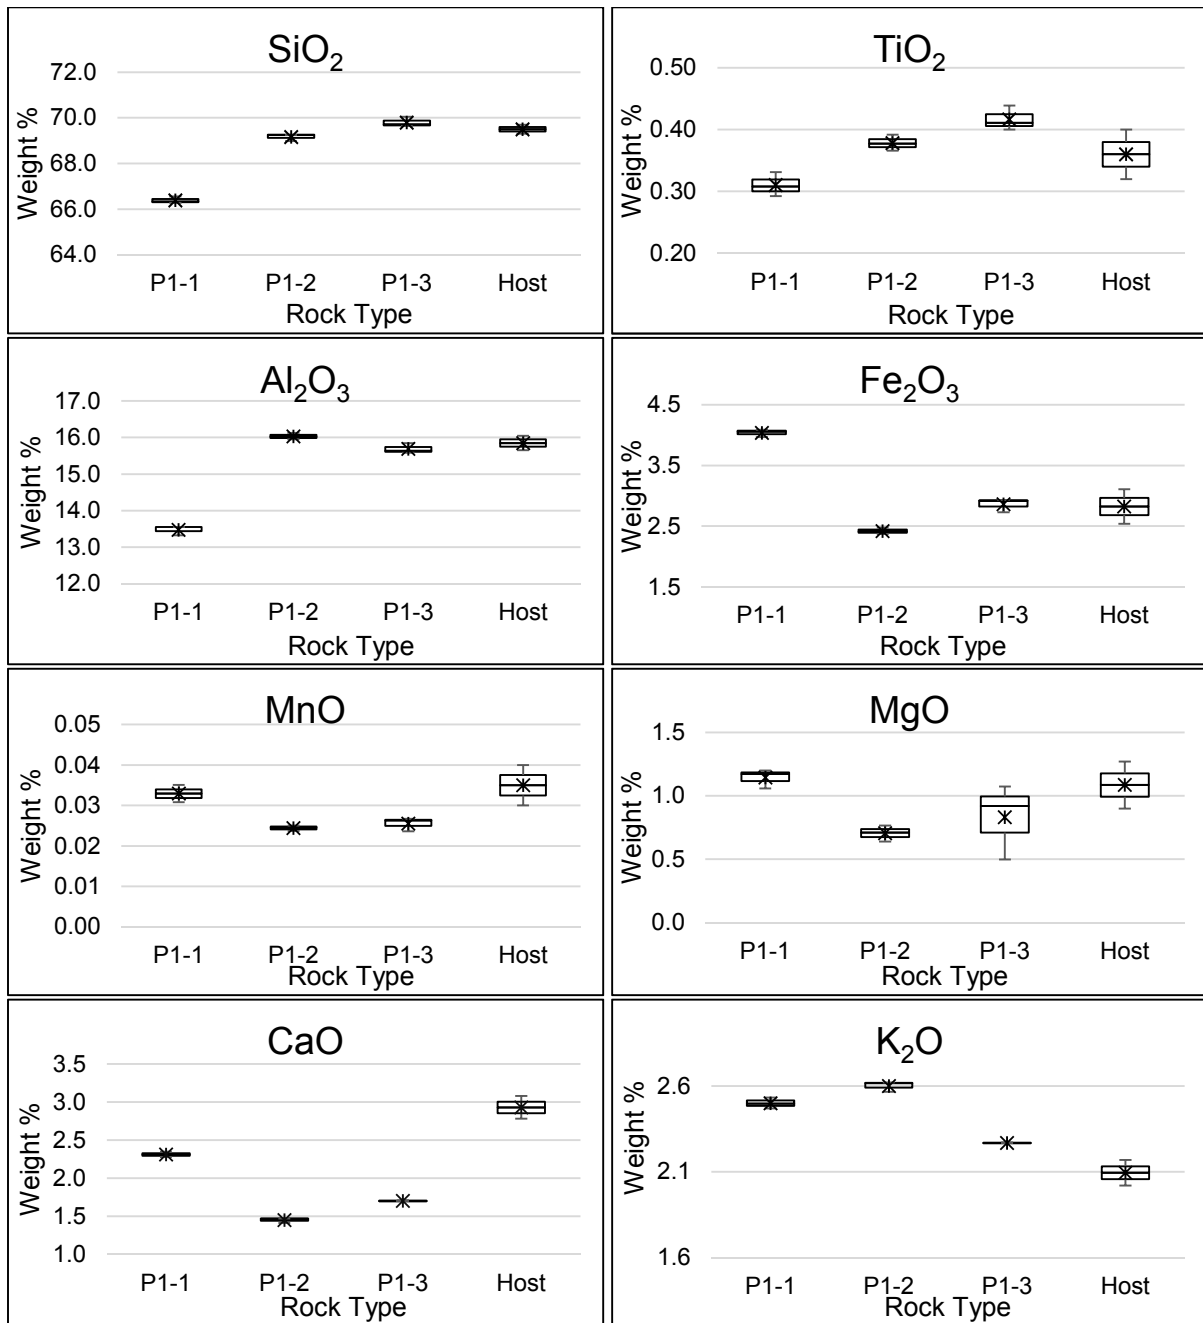 SiO2
72.0
70.0
68.0
66.0
64.0
Weight %
P1-1 P1-2 P1-3 Host
Rock Type
TiO2
0.50
0.40
0.30
0.20
Weight %
P1-1 P1-2 P1-3 Host
Rock Type
Al2O3
17.0
16.0
15.0
14.0
13.0
12.0
Weight %
P1-1 P1-2 P1-3 Host
Rock Type
Fe2O3
4.5
3.5
2.5
1.5
Weight %
P1-1 P1-2 P1-3 Host
Rock Type
MnO
0.05
0.04
0.03
0.02
0.01
0.00
Weight %
P1-1 P1-2 P1-3 Host
Rock Type
MgO
1.5
1.0
0.5
0.0
Weight %
P1-1 P1-2 P1-3 Host
Rock Type
CaO
3.5
3.0
2.5
2.0
1.5
1.0
Weight %
P1-1 P1-2 P1-3 Host
Rock Type
K2O
2.6
2.1
1.6
Weight %
P1-1 P1-2 P1-3 Host
Rock Type